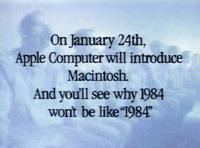 On January 24th,
Apple Computer will introduce
Macintosh.
And you'll see why 1984
won't be like “1984.”